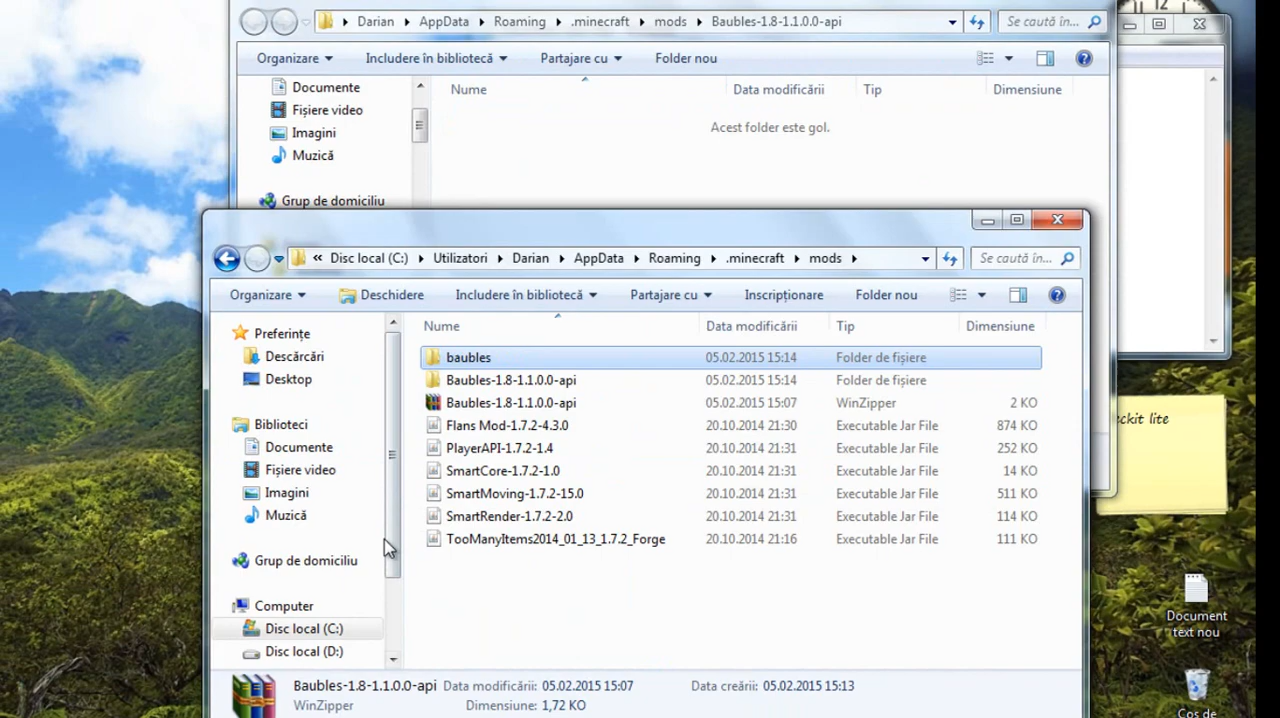 Darian AppData Roaming .minecraft mods Baubles-1.8-1.1.0.0-api Se caută în...
Organizare Includere în bibliotecă Partajare cu Folder nou
Documente
Fișiere video
Imagini
Muzică
Grup de domiciliu
Nume Data modificării Tip Dimensiune
Acest folder este gol.
12
« Disc local (C:) Utilizatori Darian AppData Roaming .minecraft mods Se caută în...
Organizare Deschidere Includere în bibliotecă Partajare cu Inscripționare Folder nou
Preferințe
Descărcări
Desktop
Biblioteci
Documente
Fișiere video
Imagini
Muzică
Grup de domiciliu
Computer
Disc local (C:)
Disc local (D:)
Nume Data modificării Tip Dimensiune
baubles 05.02.2015 15:14 Folder de fișiere
Baubles-1.8-1.1.0.0-api 05.02.2015 15:14 Folder de fișiere
Baubles-1.8-1.1.0.0-api 05.02.2015 15:07 WinZipper 2 KO
Flans Mod-1.7.2-4.3.0 20.10.2014 21:30 Executable Jar File 874 KO
PlayerAPI-1.7.2-1.4 20.10.2014 21:31 Executable Jar File 252 KO
SmartCore-1.7.2-1.0 20.10.2014 21:31 Executable Jar File 14 KO
SmartMoving-1.7.2-15.0 20.10.2014 21:31 Executable Jar File 511 KO
SmartRender-1.7.2-2.0 20.10.2014 21:31 Executable Jar File 114 KO
TooManyItems2014_01_13_1.7.2_Forge 20.10.2014 21:16 Executable Jar File 111 KO
Baubles-1.8-1.1.0.0-api Data modificării: 05.02.2015 15:07 Data creării: 05.02.2015 15:13
WinZipper Dimensiune: 1,72 KO
eckit lite
Document
text nou
Coș de